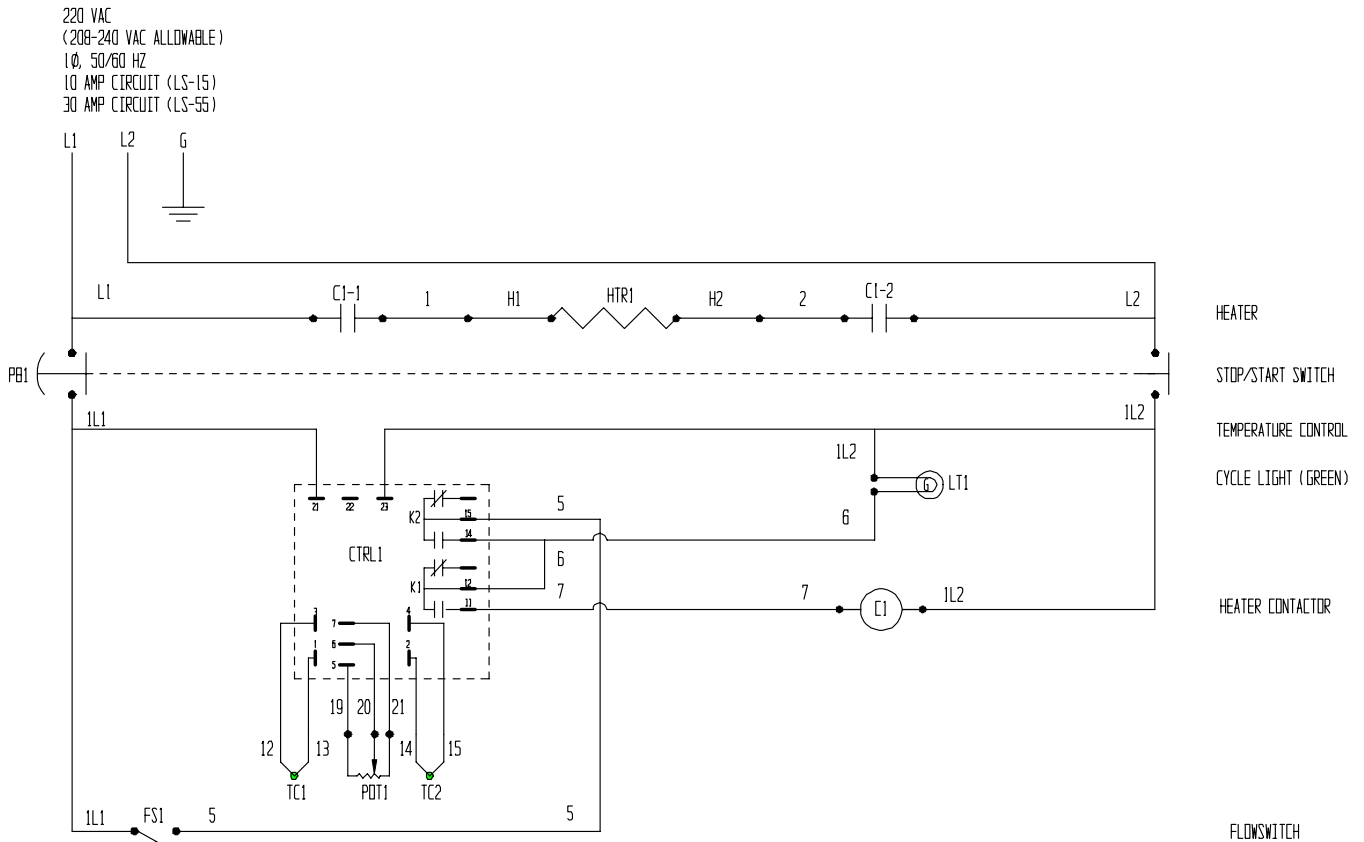 220 VAC
(208-240 VAC ALLOWABLE)
1Ø, 50/60 HZ
10 AMP CIRCUIT (LS-15)
30 AMP CIRCUIT (LS-55)
L1 L2 G
L1 C1-1 1 H1 HTR1 H2 2 C1-2 L2 HEATER
PB1 STOP/START SWITCH
1L1 1L2 TEMPERATURE CONTROL
1L2
CYCLE LIGHT (GREEN)
G LT1
21 22 23
K2 15 5
6
14
CTRL1
6
K1 12 7
11 7 C1 1L2 HEATER CONTACTOR
3 7 4
1 6 2
5
19 20 21
12 13 14 15
TC1 POT1 TC2
1L1 FS1 5 5
FLOWSWITCH